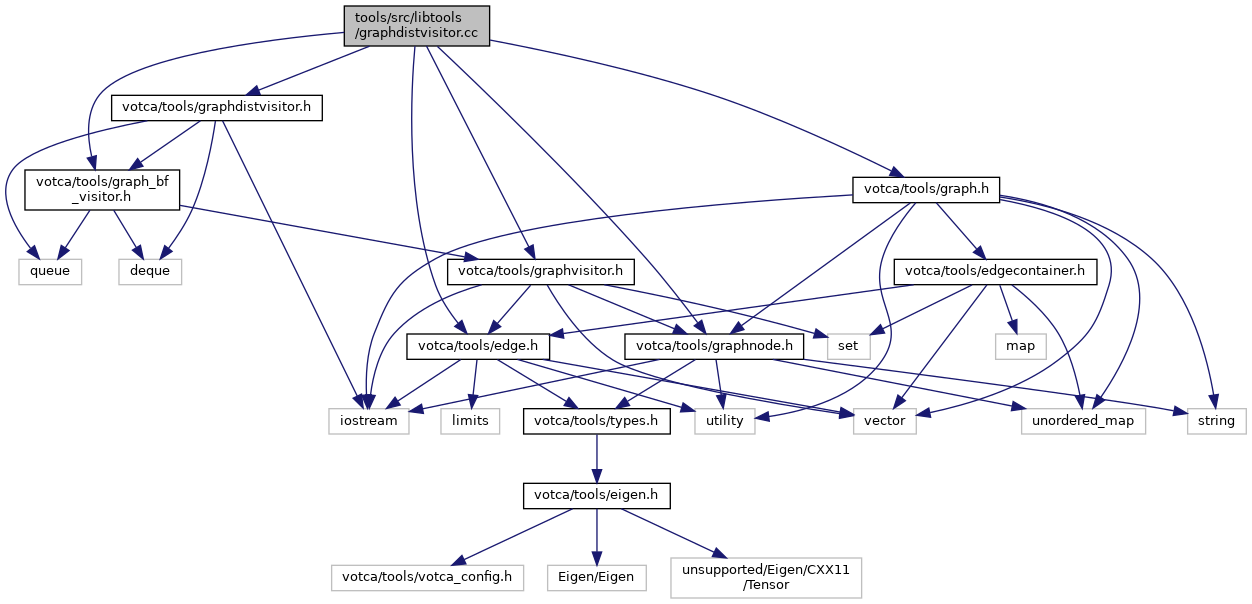 tools/src/libtools
/graphdistvisitor.cc
votca/tools/graphdistvisitor.h
votca/tools/graph_bf
_visitor.h
votca/tools/graph.h
queue
deque
votca/tools/graphvisitor.h
votca/tools/edgecontainer.h
votca/tools/edge.h
votca/tools/graphnode.h
set
map
iostream
limits
votca/tools/types.h
utility
vector
unordered_map
string
votca/tools/eigen.h
votca/tools/votca_config.h
Eigen/Eigen
unsupported/Eigen/CXX11
/Tensor